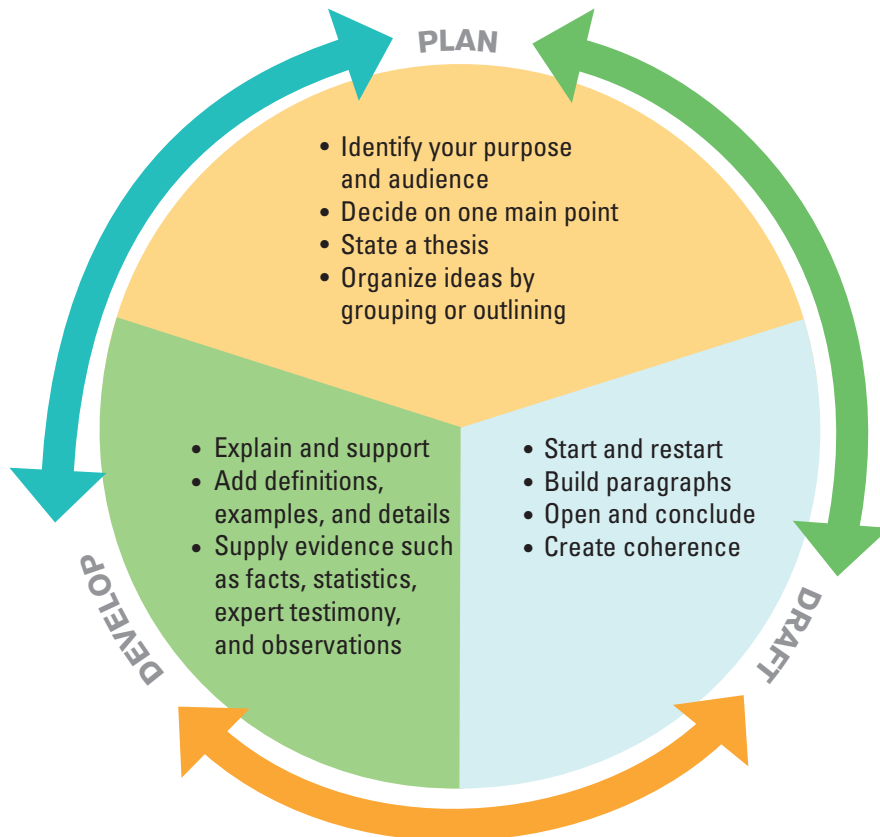 PLAN
• Identify your purpose
and audience
• Decide on one main point
• State a thesis
• Organize ideas by
grouping or outlining
• Explain and support
• Add definitions,
examples, and details
• Supply evidence such
as facts, statistics,
expert testimony,
and observations
DEVELOP
• Start and restart
• Build paragraphs
• Open and conclude
• Create coherence
DRAFT